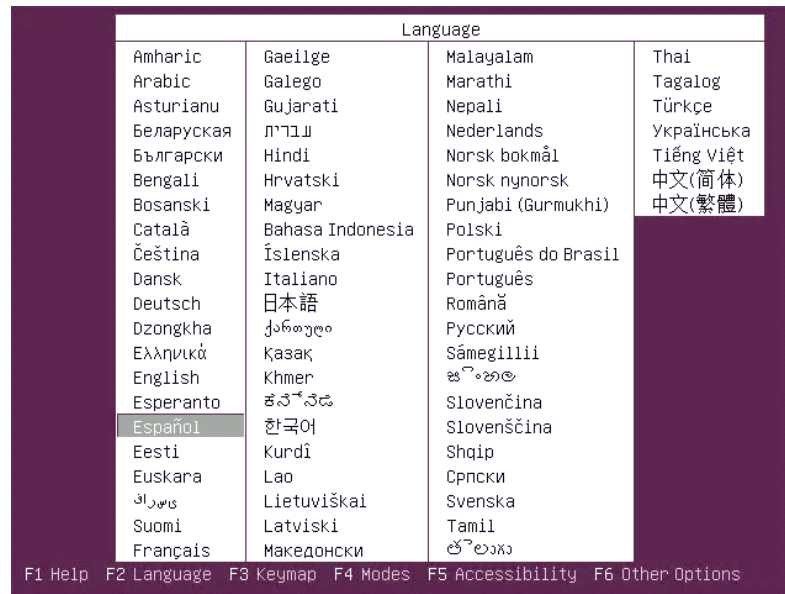 Language
Amharic
Arabic
Asturianu
Беларуская
Български
Bengali
Bosanski
Català
Čeština
Dansk
Deutsch
Dzongkha
Ελληνικά
English
Esperanto
Español
Eesti
Euskara
ﻰﺳﺭﺎﻓ
Suomi
Français
Gaeilge
Galego
Gujarati
עברית
Hindi
Hrvatski
Magyar
Bahasa Indonesia
Íslenska
Italiano
日本語
ქართული
Қазақ
Khmer
ಕನ್ನಡ
한국어
Kurdî
Lao
Lietuviškai
Latviski
Македонски
Malayalam
Marathi
Nepali
Nederlands
Norsk bokmål
Norsk nynorsk
Punjabi (Gurmukhi)
Polski
Português do Brasil
Português
Română
Русский
Sámegillii
සිංහල
Slovenčina
Slovenščina
Shqip
Српски
Svenska
Tamil
తెలుగు
Thai
Tagalog
Türkçe
Українська
Tiếng Việt
中文(简体)
中文(繁體)
F1 Help F2 Language F3 Keymap F4 Modes F5 Accessibility F6 Other Options